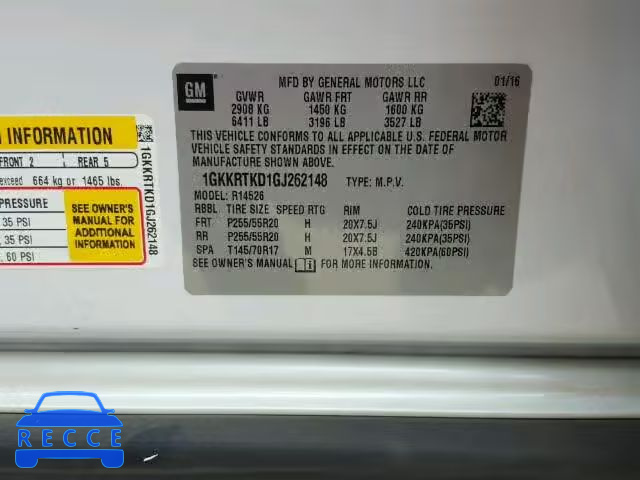 N INFORMATION
FRONT 2 REAR 5
exceed 664 kg or 1465 lbs.
PRESSURE
35 PSI
, 35 PSI
, 60 PSI
SEE OWNER'S
MANUAL FOR
ADDITIONAL
INFORMATION
1GKKRTKD1GJ262148
GM
MFD BY GENERAL MOTORS LLC 01/16
GVWR GAWR FRT GAWR RR
2908 KG 1450 KG 1600 KG
6411 LB 3196 LB 3527 LB
THIS VEHICLE CONFORMS TO ALL APPLICABLE U.S. FEDERAL MOTOR
VEHICLE SAFETY STANDARDS IN EFFECT ON THE DATE OF
MANUFACTURE SHOWN ABOVE.
1GKKRTKD1GJ262148 TYPE: M.P.V.
MODEL: R14526
RBBL TIRE SIZE SPEED RTG RIM COLD TIRE PRESSURE
FRT P255/55R20 H 20X7.5J 240KPA(35PSI)
RR P255/55R20 H 20X7.5J 240KPA(35PSI)
SPA T145/70R17 M 17X4.5B 420KPA(60PSI)
SEE OWNER'S MANUAL FOR MORE INFORMATION.
RECCE